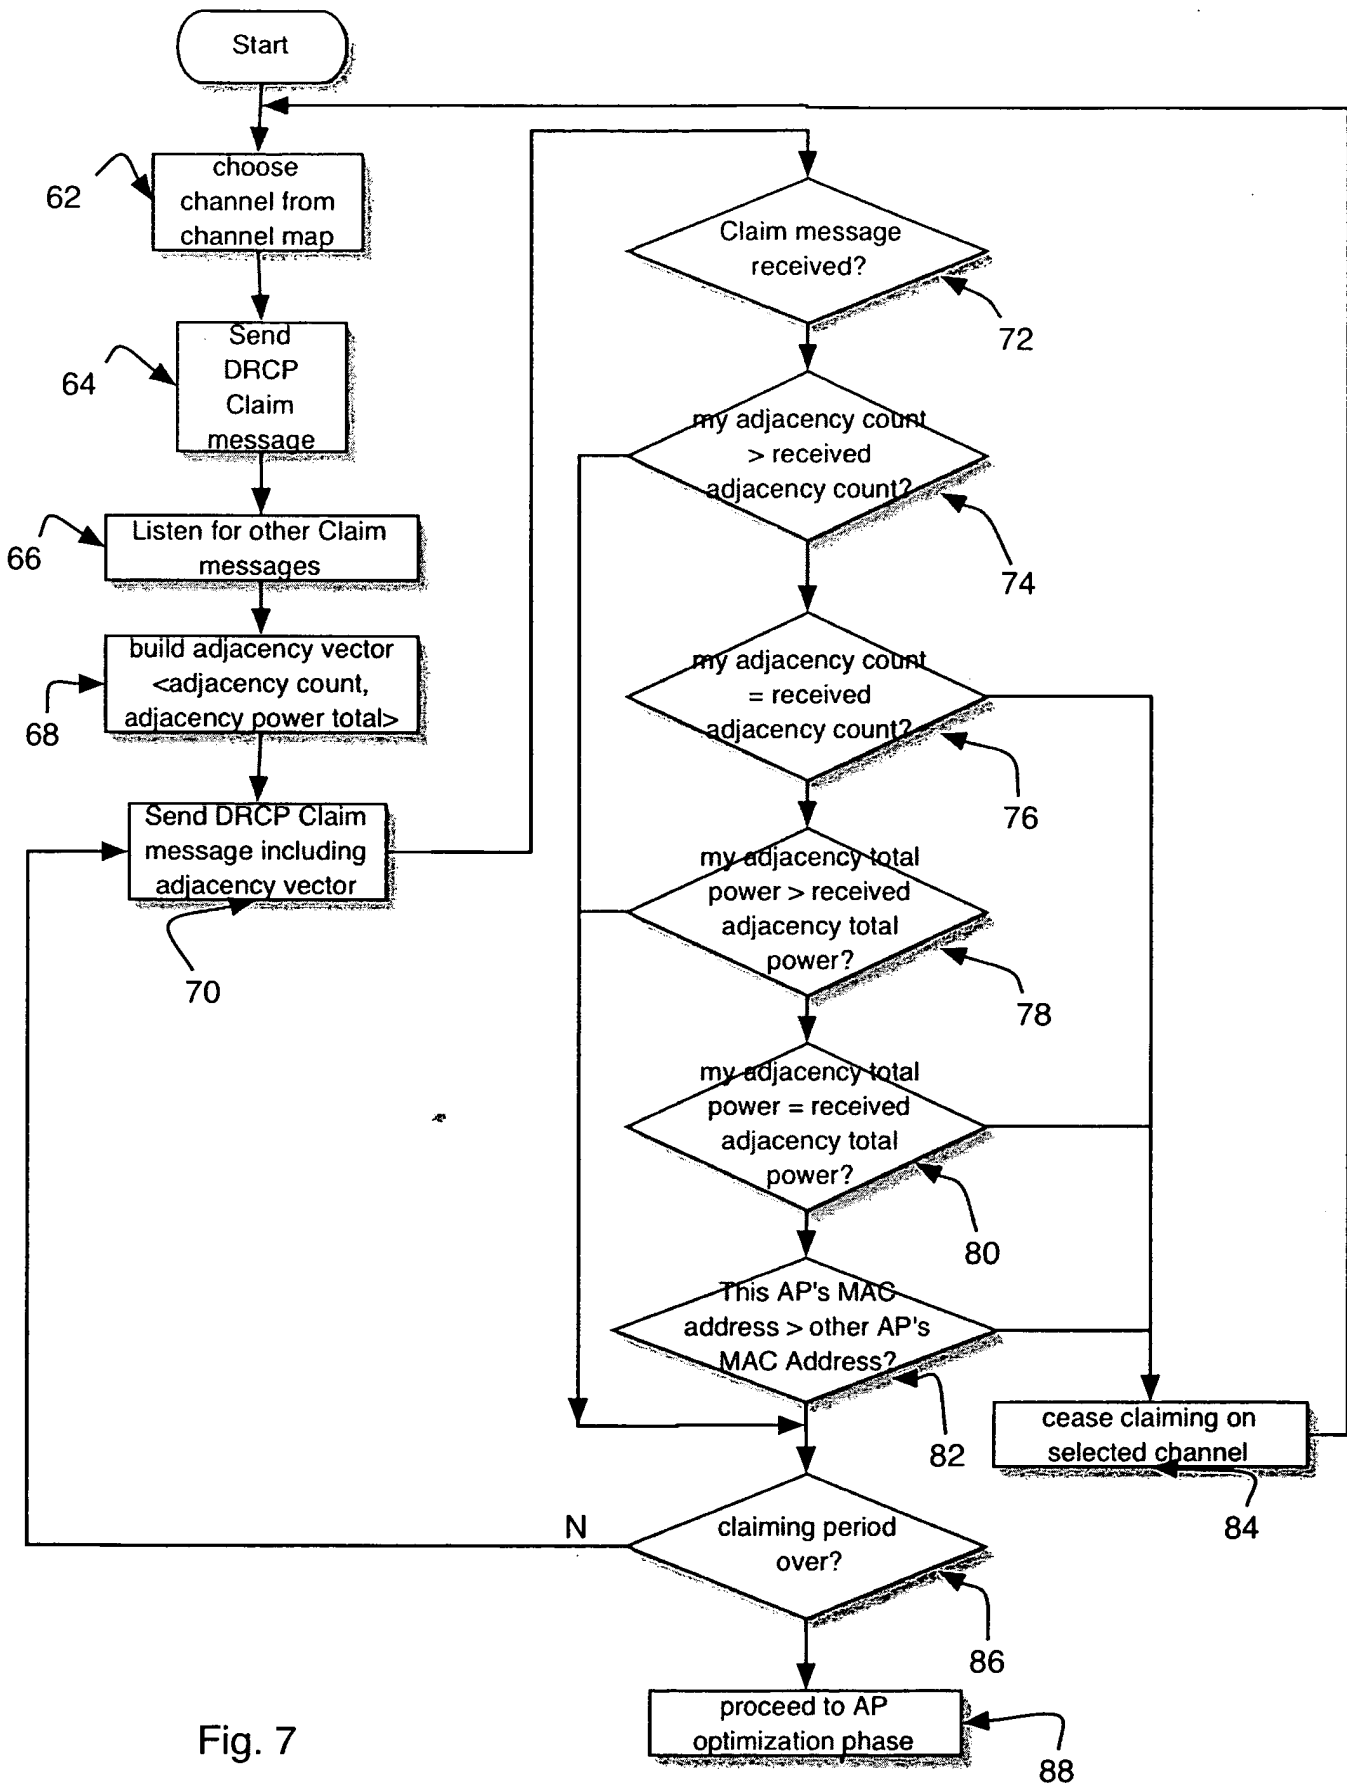 Start
choose
channel from
channel map
62
Send
DRCP
Claim
message
64
Listen for other Claim
messages
66
build adjacency vector
<adjacency count,
adjacency power total>
68
Send DRCP Claim
message including
adjacency vector
70
Claim message
received?
72
my adjacency count
> received
adjacency count?
74
my adjacency count
= received
adjacency count?
76
my adjacency total
power > received
adjacency total
power?
78
my adjacency total
power = received
adjacency total
power?
80
This AP's MAC
address > other AP's
MAC Address?
82
cease claiming on
selected channel
84
N
claiming period
over?
86
proceed to AP
optimization phase
88
Fig. 7